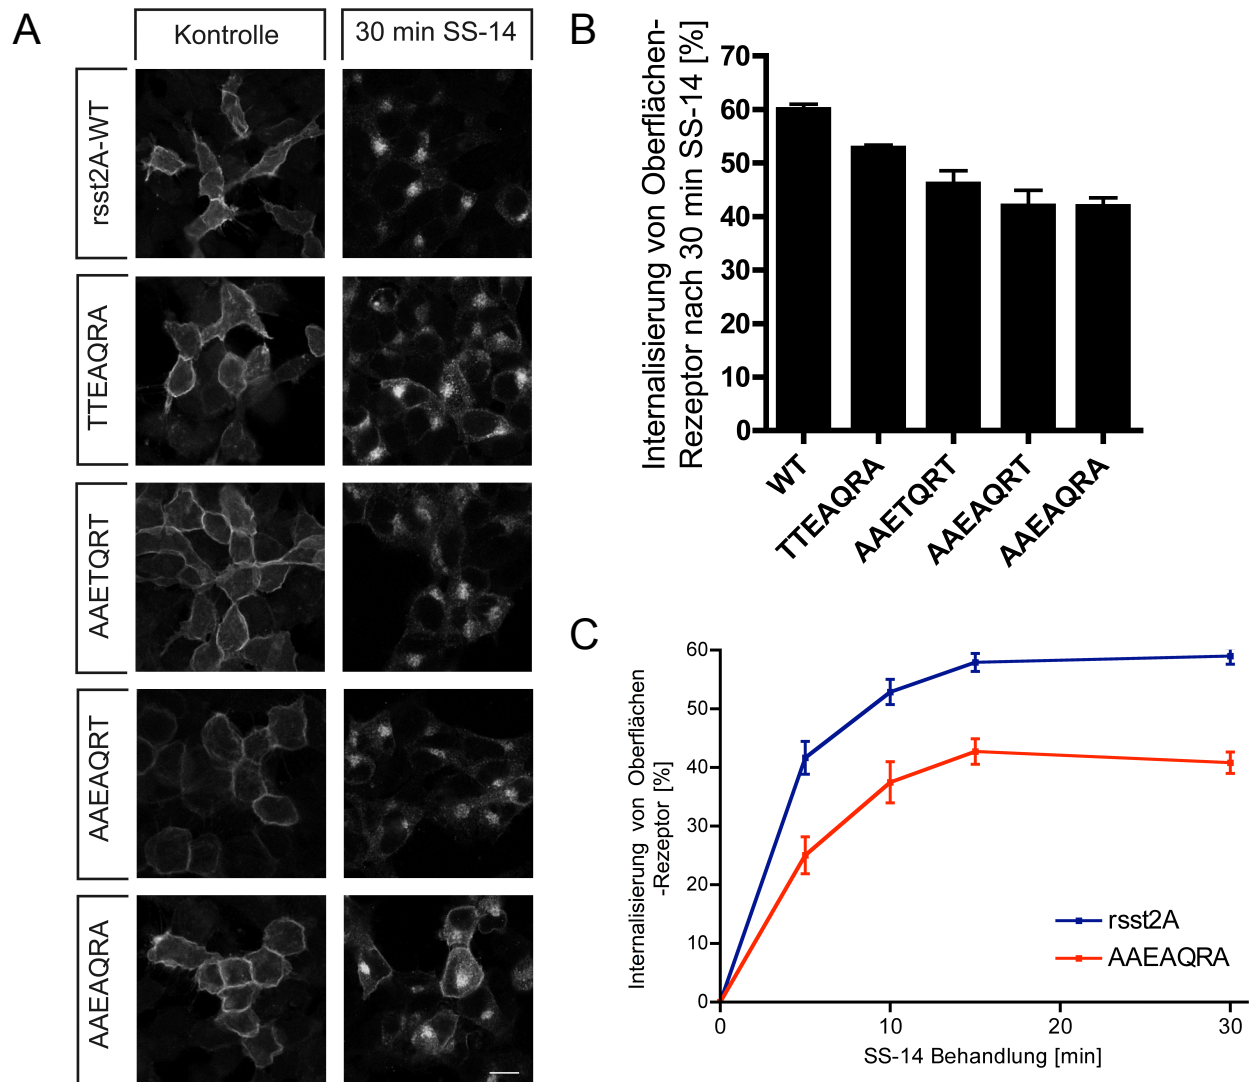 A
Kontrolle
30 min SS-14
rsst2A-WT
TTEAQRA
AAETQRT
AAEAQRT
AAEAQRA
B
Internalisierung von Oberflächen-
Rezeptor nach 30 min SS-14 [%]
70
60
50
40
30
20
10
0
WT
TTEAQRA
AAETQRT
AAEAQRT
AAEAQRA
C
Internalisierung von Oberflächen
-Rezeptor [%]
60
50
40
30
20
10
0
rsst2A
AAEAQRA
0
10
20
30
SS-14 Behandlung [min]